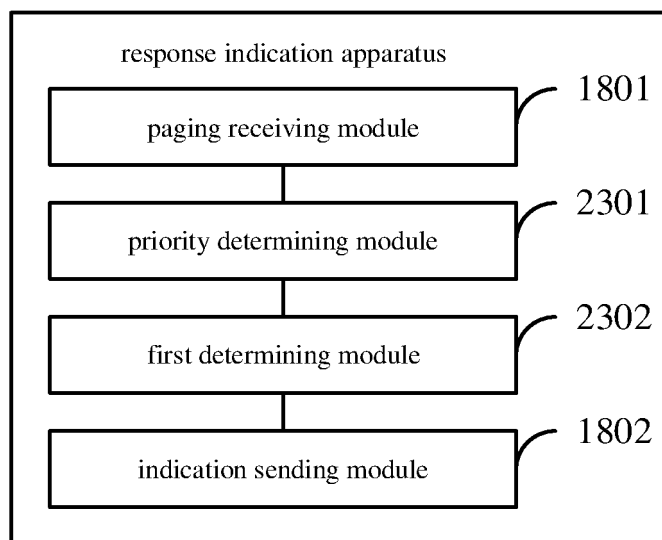 response indication apparatus
1801
paging receiving module
2301
priority determining module
2302
first determining module
1802
indication sending module